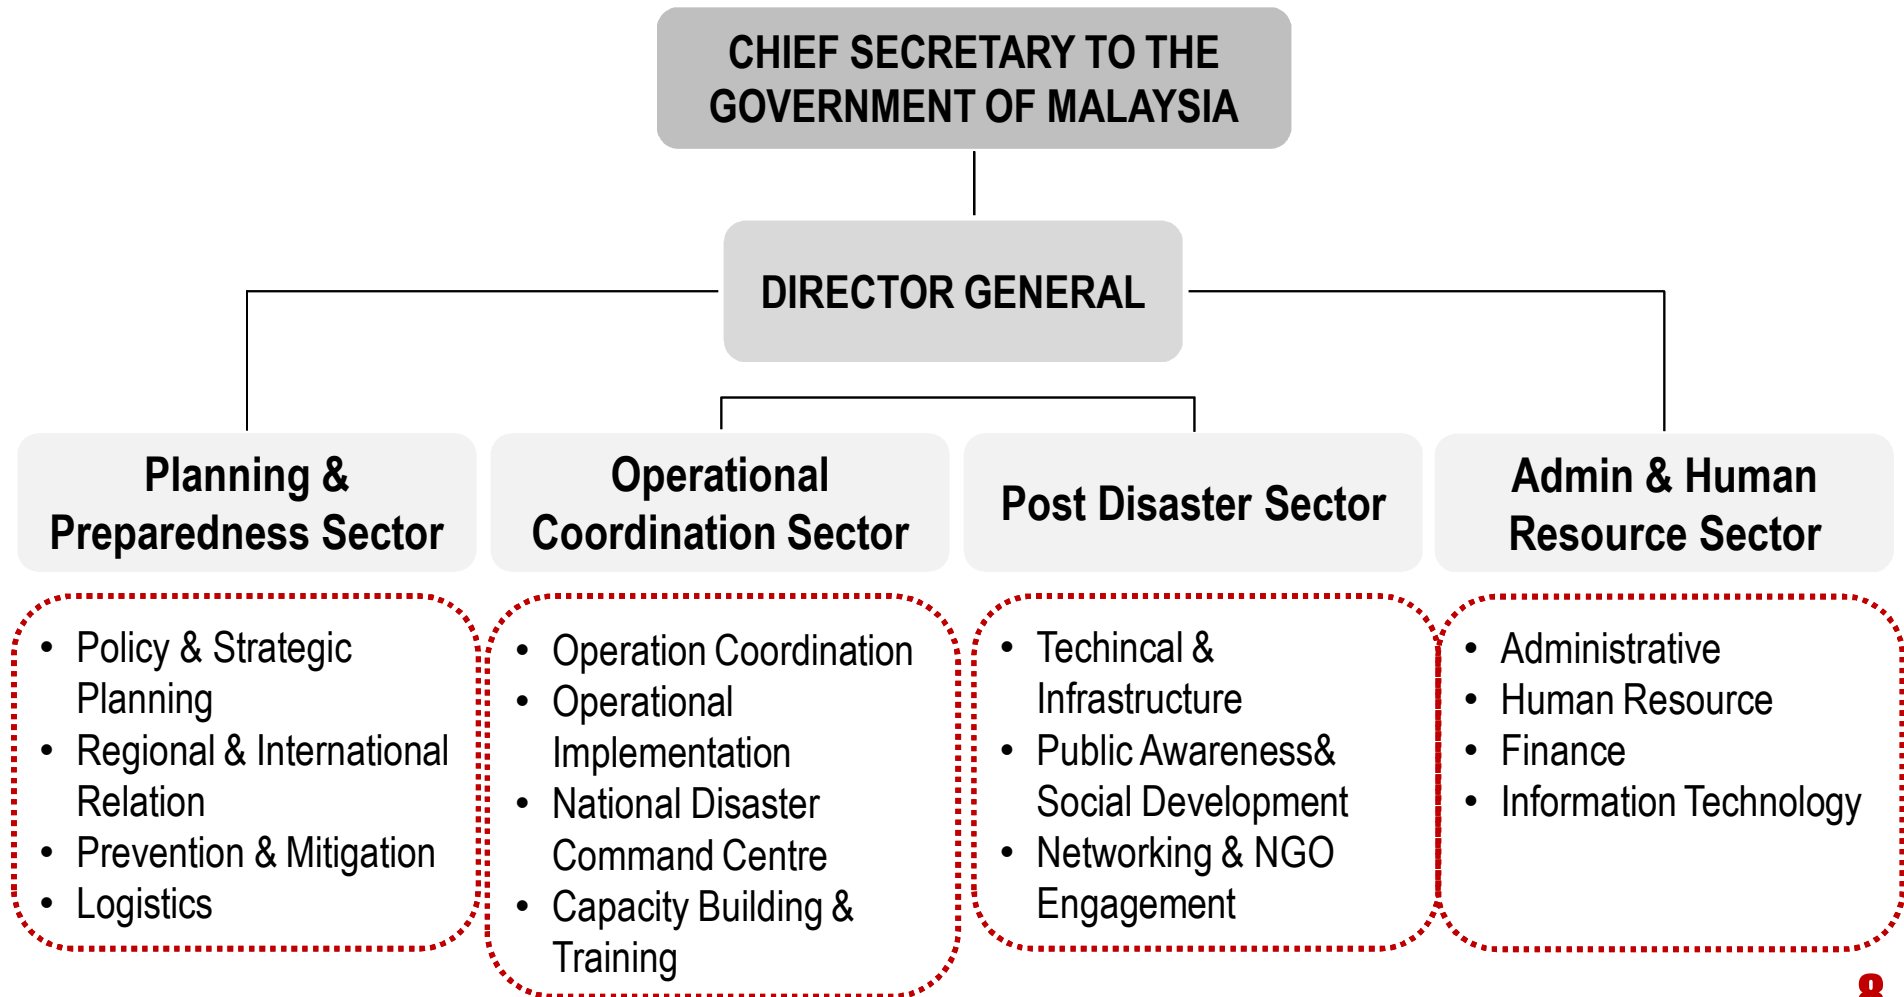 CHIEF SECRETARY TO THE
GOVERNMENT OF MALAYSIA
DIRECTOR GENERAL
Planning &
Preparedness Sector
• Policy & Strategic
Planning
• Regional & International
Relation
• Prevention & Mitigation
• Logistics
Operational
Coordination Sector
• Operation Coordination
• Operational
Implementation
• National Disaster
Command Centre
• Capacity Building &
Training
Post Disaster Sector
• Techincal &
Infrastructure
• Public Awareness&
Social Development
• Networking & NGO
Engagement
Admin & Human
Resource Sector
• Administrative
• Human Resource
• Finance
• Information Technology
8